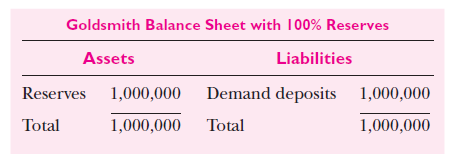 Goldsmith Balance Sheet with 100% Reserves
Assets Liabilities
Reserves 1,000,000 Demand deposits 1,000,000
Total 1,000,000 Total 1,000,000